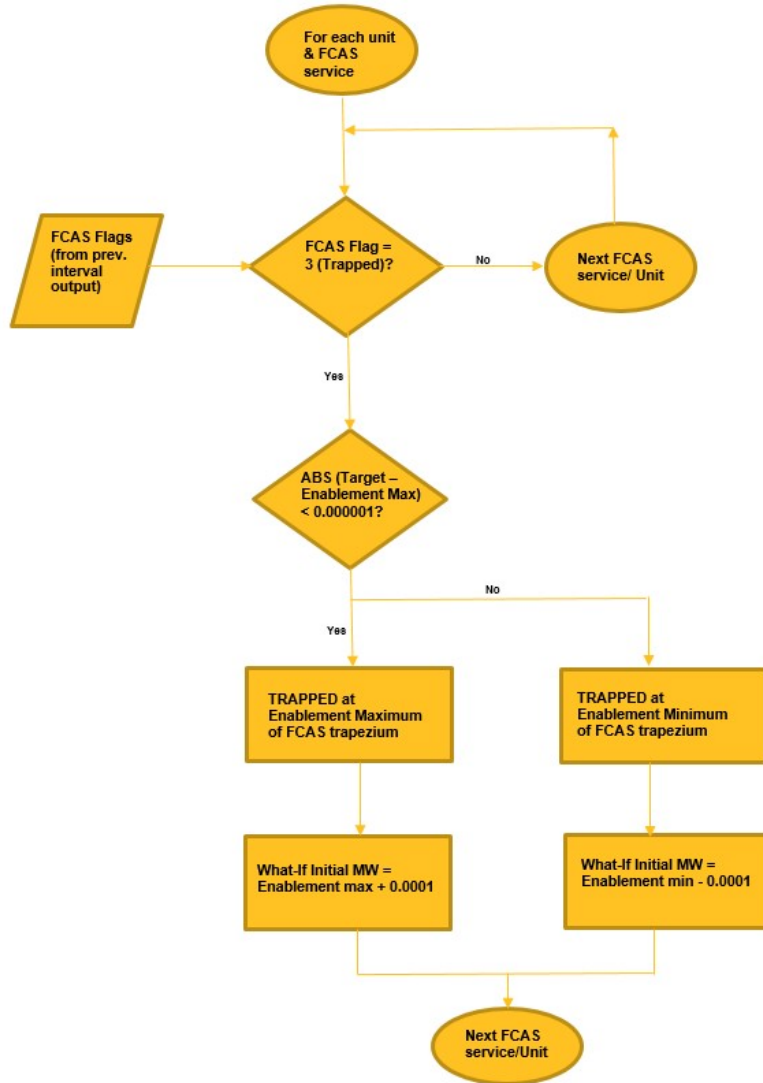 For each unit
& FCAS
service
FCAS Flags
(from prev.
interval
output)
FCAS Flag =
3 (Trapped)?
No
Next FCAS
service/ Unit
Yes
ABS (Target –
Enablement Max)
< 0.000001?
No
Yes
TRAPPED at
Enablement Maximum
of FCAS trapezium
TRAPPED at
Enablement Minimum
of FCAS trapezium
What-If Initial MW =
Enablement max + 0.0001
What-If Initial MW =
Enablement min - 0.0001
Next FCAS
service/Unit